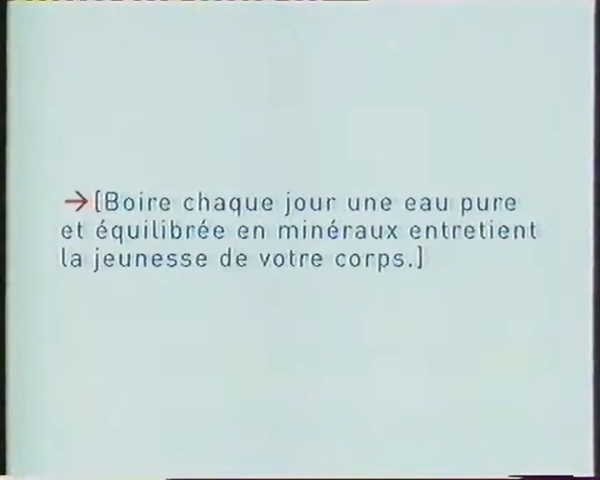 →[Boire chaque jour une eau pure
et équilibrée en minéraux entretient
la jeunesse de votre corps.]